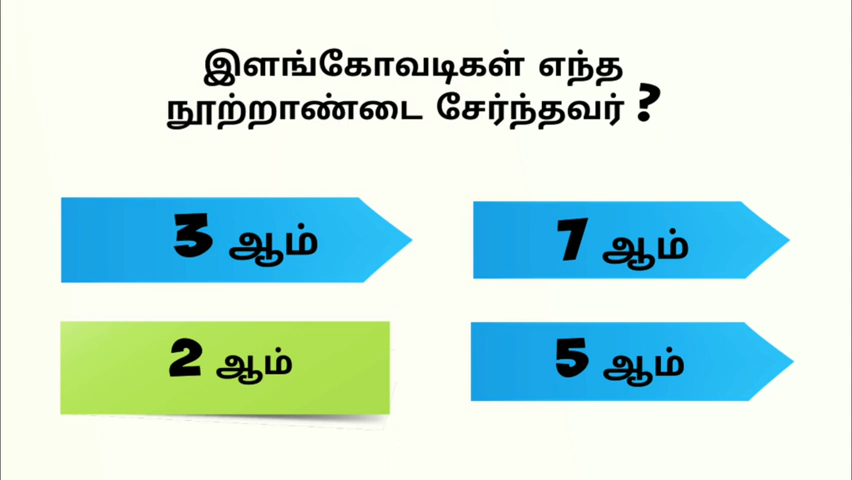 இளங்கோவடிகள் எந்த
நூற்றாண்டை சேர்ந்தவர் ?
3 ஆம்
7 ஆம்
2 ஆம்
5 ஆம்